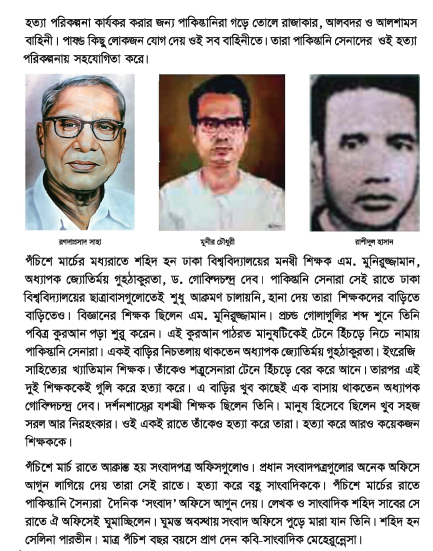 হত্যা পরিকল্পনা কার্যকর করার জন্য পাকিস্তানিরা গড়ে তোলে রাজাকার, আলবদর ও আলশামস
বাহিনী। পাষণ্ড কিছু লোকজন যোগ দেয় ওই সব বাহিনীতে। তারা পাকিস্তানি সেনাদের ওই হত্যা
পরিকল্পনায় সহযোগিতা করে।
রণদাপ্রসাদ সাহা
মুনীর চৌধুরী
রাশীদুল হাসান
পঁচিশে মার্চের মধ্যরাতে শহিদ হন ঢাকা বিশ্ববিদ্যালয়ের মনস্বী শিক্ষক এম. মুনিরুজ্জামান,
অধ্যাপক জ্যোতির্ময় গুহঠাকুরতা, ড. গোবিন্দচন্দ্র দেব। পাকিস্তানি সেনারা সেই রাতে ঢাকা
বিশ্ববিদ্যালয়ের ছাত্রাবাসগুলোতেই শুধু আক্রমণ চালায়নি, হানা দেয় তারা শিক্ষকদের বাড়িতে
বাড়িতেও। বিজ্ঞানের শিক্ষক ছিলেন এম. মুনিরুজ্জামান। প্রচন্ড গোলাগুলির শব্দ শুনে তিনি
পবিত্র কুরআন পড়া শুরু করেন। এই কুরআন পাঠরত মানুষটিকেই টেনে হিঁচড়ে নিচে নামায়
পাকিস্তানি সেনারা। একই বাড়ির নিচতলায় থাকতেন অধ্যাপক জ্যোতির্ময় গুহঠাকুরতা। ইংরেজি
সাহিত্যের খ্যাতিমান শিক্ষক। তাঁকেও শত্রুসেনারা টেনে হিঁচড়ে বের করে আনে। তারপর এই
দুই শিক্ষককেই গুলি করে হত্যা করে। এ বাড়ির খুব কাছেই এক বাসায় থাকতেন অধ্যাপক
গোবিন্দচন্দ্র দেব। দর্শনশাস্ত্রের যশস্বী শিক্ষক ছিলেন তিনি। মানুষ হিসেবে ছিলেন খুব সহজ
সরল আর নিরহংকার। ওই একই রাতে তাঁকেও হত্যা করে তারা। হত্যা করে আরও কয়েকজন
শিক্ষককে।
পঁচিশে মার্চ রাতে আক্রান্ত হয় সংবাদপত্র অফিসগুলোও। প্রধান সংবাদপত্রগুলোর অনেক অফিসে
আগুন লাগিয়ে দেয় তারা সেই রাতে। হত্যা করে বহু সাংবাদিককে। পঁচিশে মার্চের রাতে
পাকিস্তানি সৈন্যরা দৈনিক ‘সংবাদ’ অফিসে আগুন দেয়। লেখক ও সাংবাদিক শহিদ সাবের সে
রাতে ঐ অফিসেই ঘুমাচ্ছিলেন। ঘুমন্ত অবস্থায় সংবাদ অফিসে পুড়ে মারা যান তিনি। শহিদ হন
সেলিনা পারভীন। মাত্র পঁচিশ বছর বয়সে প্রাণ দেন কবি-সাংবাদিক মেহেরুন্নেসা।